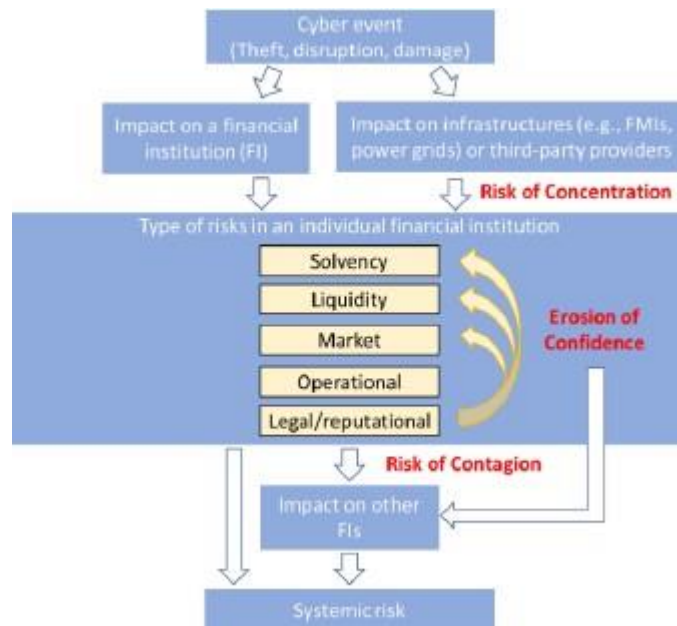 Cyber event
(Theft, disruption, damage)
Impact on a financial
institution (FI)
Impact on infrastructures (e.g., FMIs,
power grids) or third-party providers
Risk of Concentration
Type of risks in an individual financial institution
Solvency
Liquidity
Market
Operational
Legal/reputational
Erosion of
Confidence
Risk of Contagion
Impact on other
FIs
Systemic risk